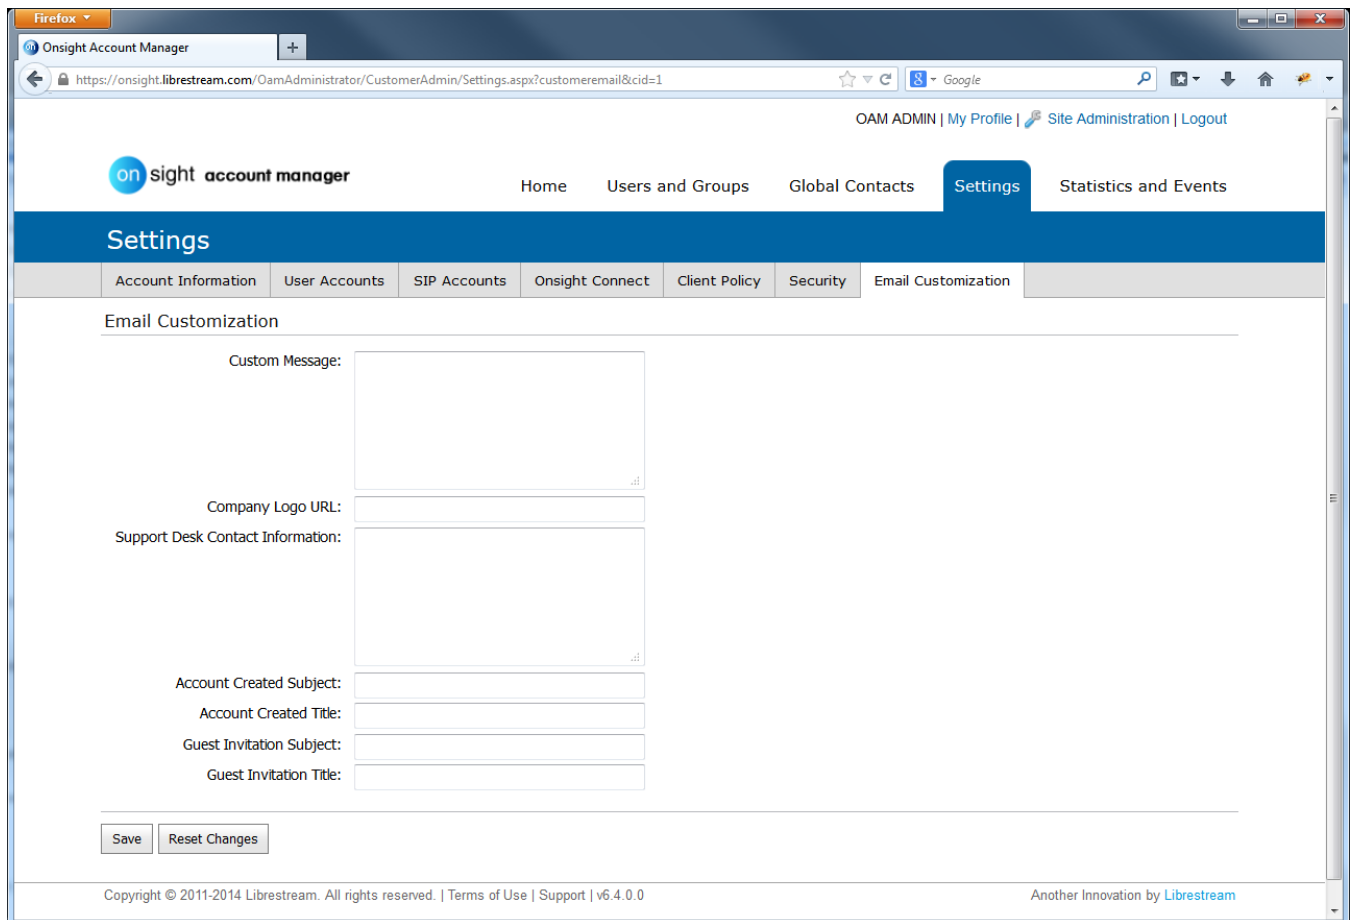 Firefox
Onsight Account Manager
https://onsight.librestream.com/OamAdministrator/CustomerAdmin/Settings.aspx?customeremail&cid=1
Google
OAM ADMIN | My Profile | Site Administration | Logout
on sight account manager
Home Users and Groups Global Contacts Settings Statistics and Events
Settings
Account Information User Accounts SIP Accounts Onsight Connect Client Policy Security Email Customization
Email Customization
Custom Message:
Company Logo URL:
Support Desk Contact Information:
Account Created Subject:
Account Created Title:
Guest Invitation Subject:
Guest Invitation Title:
Save Reset Changes
Copyright © 2011-2014 Librestream. All rights reserved. | Terms of Use | Support | v6.4.0.0 Another Innovation by Librestream